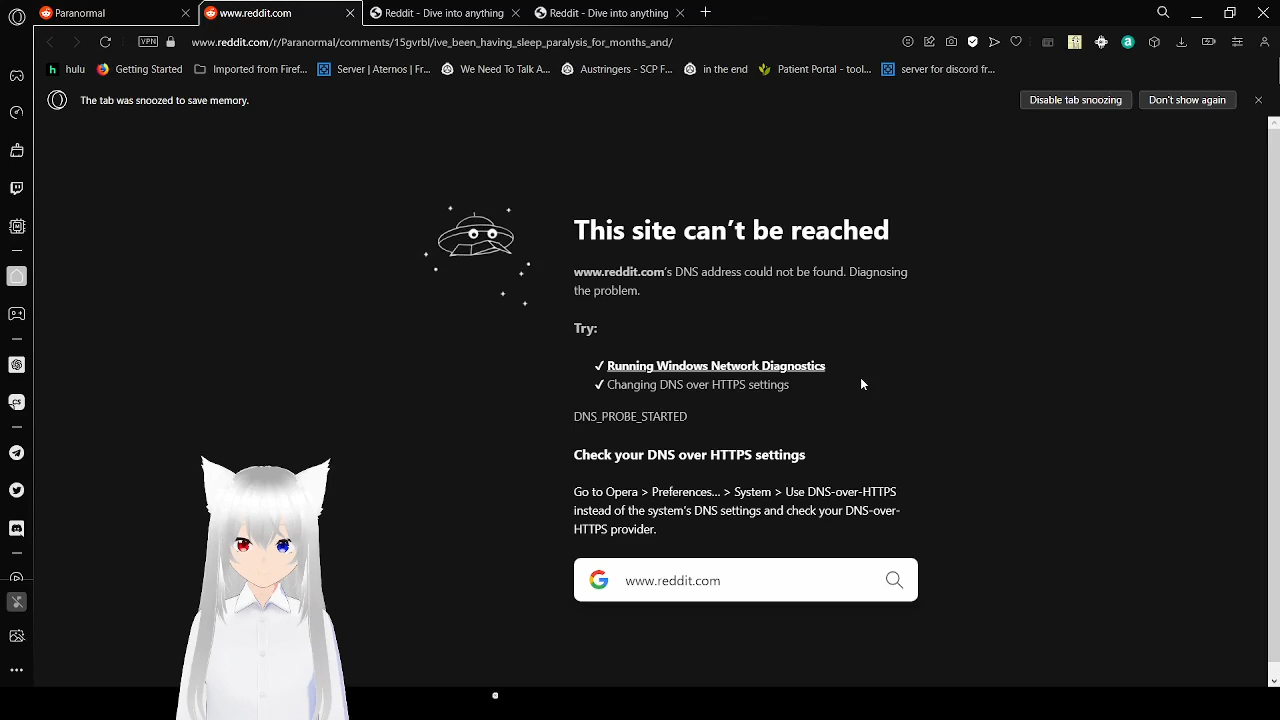 Paranormal
www.reddit.com
Reddit - Dive into anything
Reddit - Dive into anything
VPN
www.reddit.com/r/Paranormal/comments/15gvrbl/ive_been_having_sleep_paralysis_for_months_and/
h hulu
Getting Started
Imported from Firef...
Server | Aternos | Fr...
We Need To Talk A...
Austringers - SCP F...
in the end
Patient Portal - tool...
server for discord fr...
The tab was snoozed to save memory.
Disable tab snoozing
Don't show again
This site can't be reached
www.reddit.com's DNS address could not be found. Diagnosing
the problem.
Try:
✓ Running Windows Network Diagnostics
✓ Changing DNS over HTTPS settings
DNS_PROBE_STARTED
Check your DNS over HTTPS settings
Go to Opera > Preferences... > System > Use DNS-over-HTTPS
instead of the system's DNS settings and check your DNS-over-
HTTPS provider.
www.reddit.com